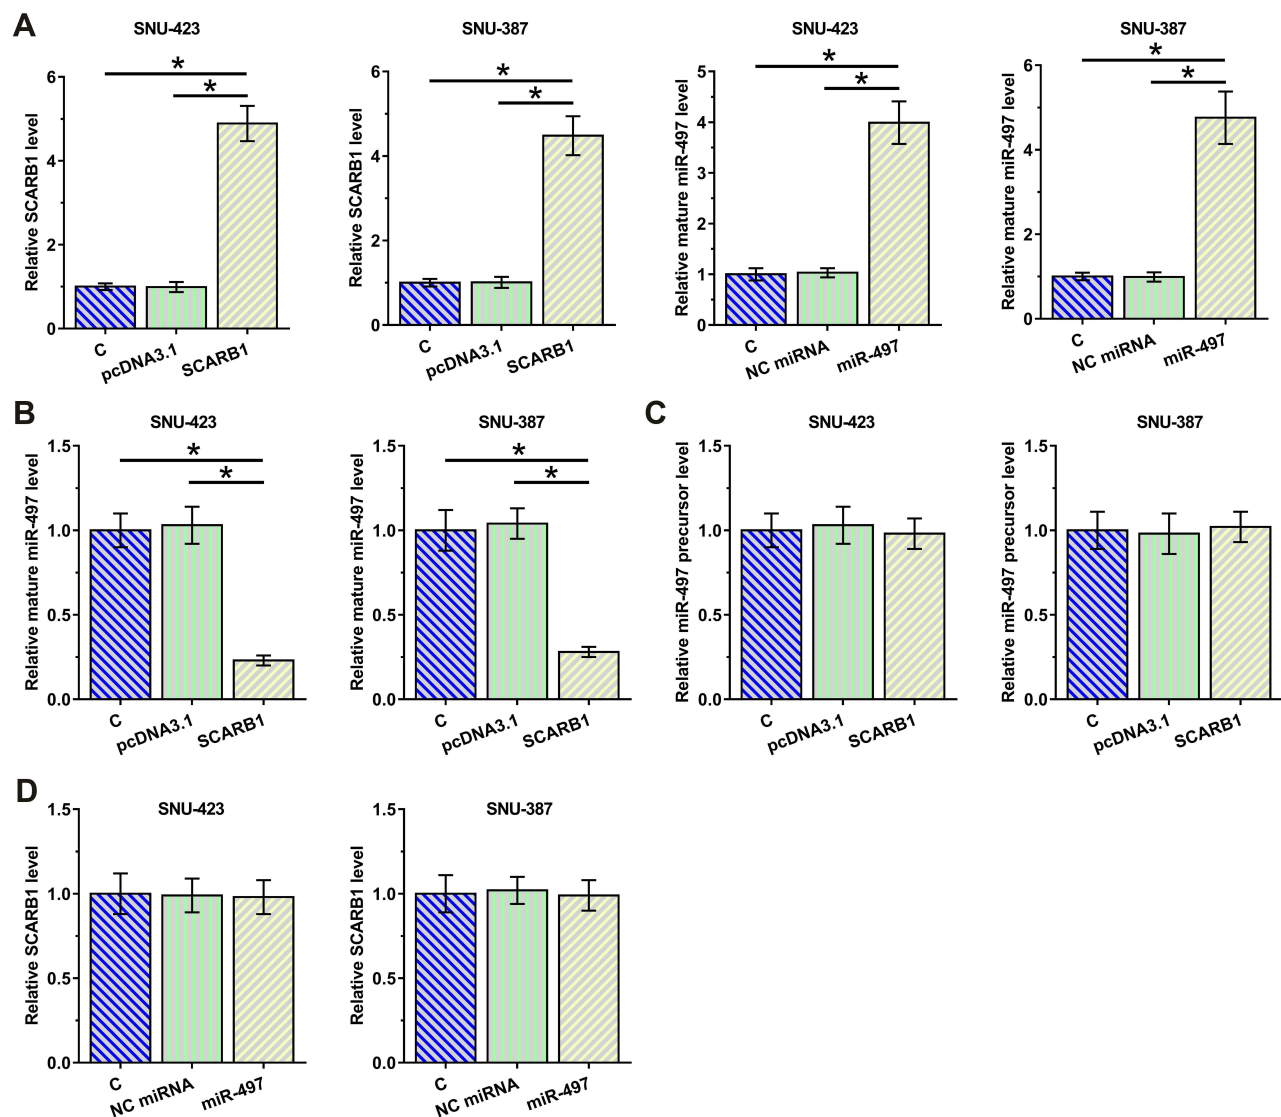 A
SNU-423
Relative SCARB1 level
6
4
2
0
*
*
C
pcDNA3.1
SCARB1
SNU-387
Relative SCARB1 level
6
4
2
0
*
*
C
pcDNA3.1
SCARB1
SNU-423
Relative mature miR-497 level
5
4
3
2
1
0
*
*
C
NC miRNA
miR-497
SNU-387
Relative mature miR-497 level
6
4
2
0
*
*
C
NC miRNA
miR-497
B
SNU-423
Relative mature miR-497 level
1.5
1.0
0.5
0.0
*
*
C
pcDNA3.1
SCARB1
SNU-387
Relative mature miR-497 level
1.5
1.0
0.5
0.0
*
*
C
pcDNA3.1
SCARB1
C
SNU-423
Relative miR-497 precursor level
1.5
1.0
0.5
0.0
C
pcDNA3.1
SCARB1
SNU-387
Relative miR-497 precursor level
1.5
1.0
0.5
0.0
C
pcDNA3.1
SCARB1
D
SNU-423
Relative SCARB1 level
1.5
1.0
0.5
0.0
C
NC miRNA
miR-497
SNU-387
Relative SCARB1 level
1.5
1.0
0.5
0.0
C
NC miRNA
miR-497